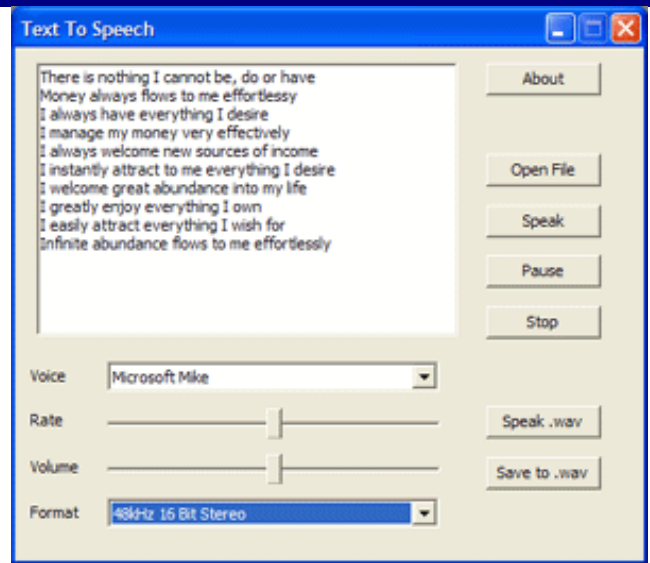 Text To Speech
There is nothing I cannot be, do or have
Money always flows to me effortlessy
I always have everything I desire
I manage my money very effectively
I always welcome new sources of income
I instantly attract to me everything I desire
I welcome great abundance into my life
I greatly enjoy everything I own
I easily attract everything I wish for
Infinite abundance flows to me effortlessly
About
Open File
Speak
Pause
Stop
Voice Microsoft Mike
Rate
Speak .wav
Volume
Save to .wav
Format 48kHz 16 Bit Stereo